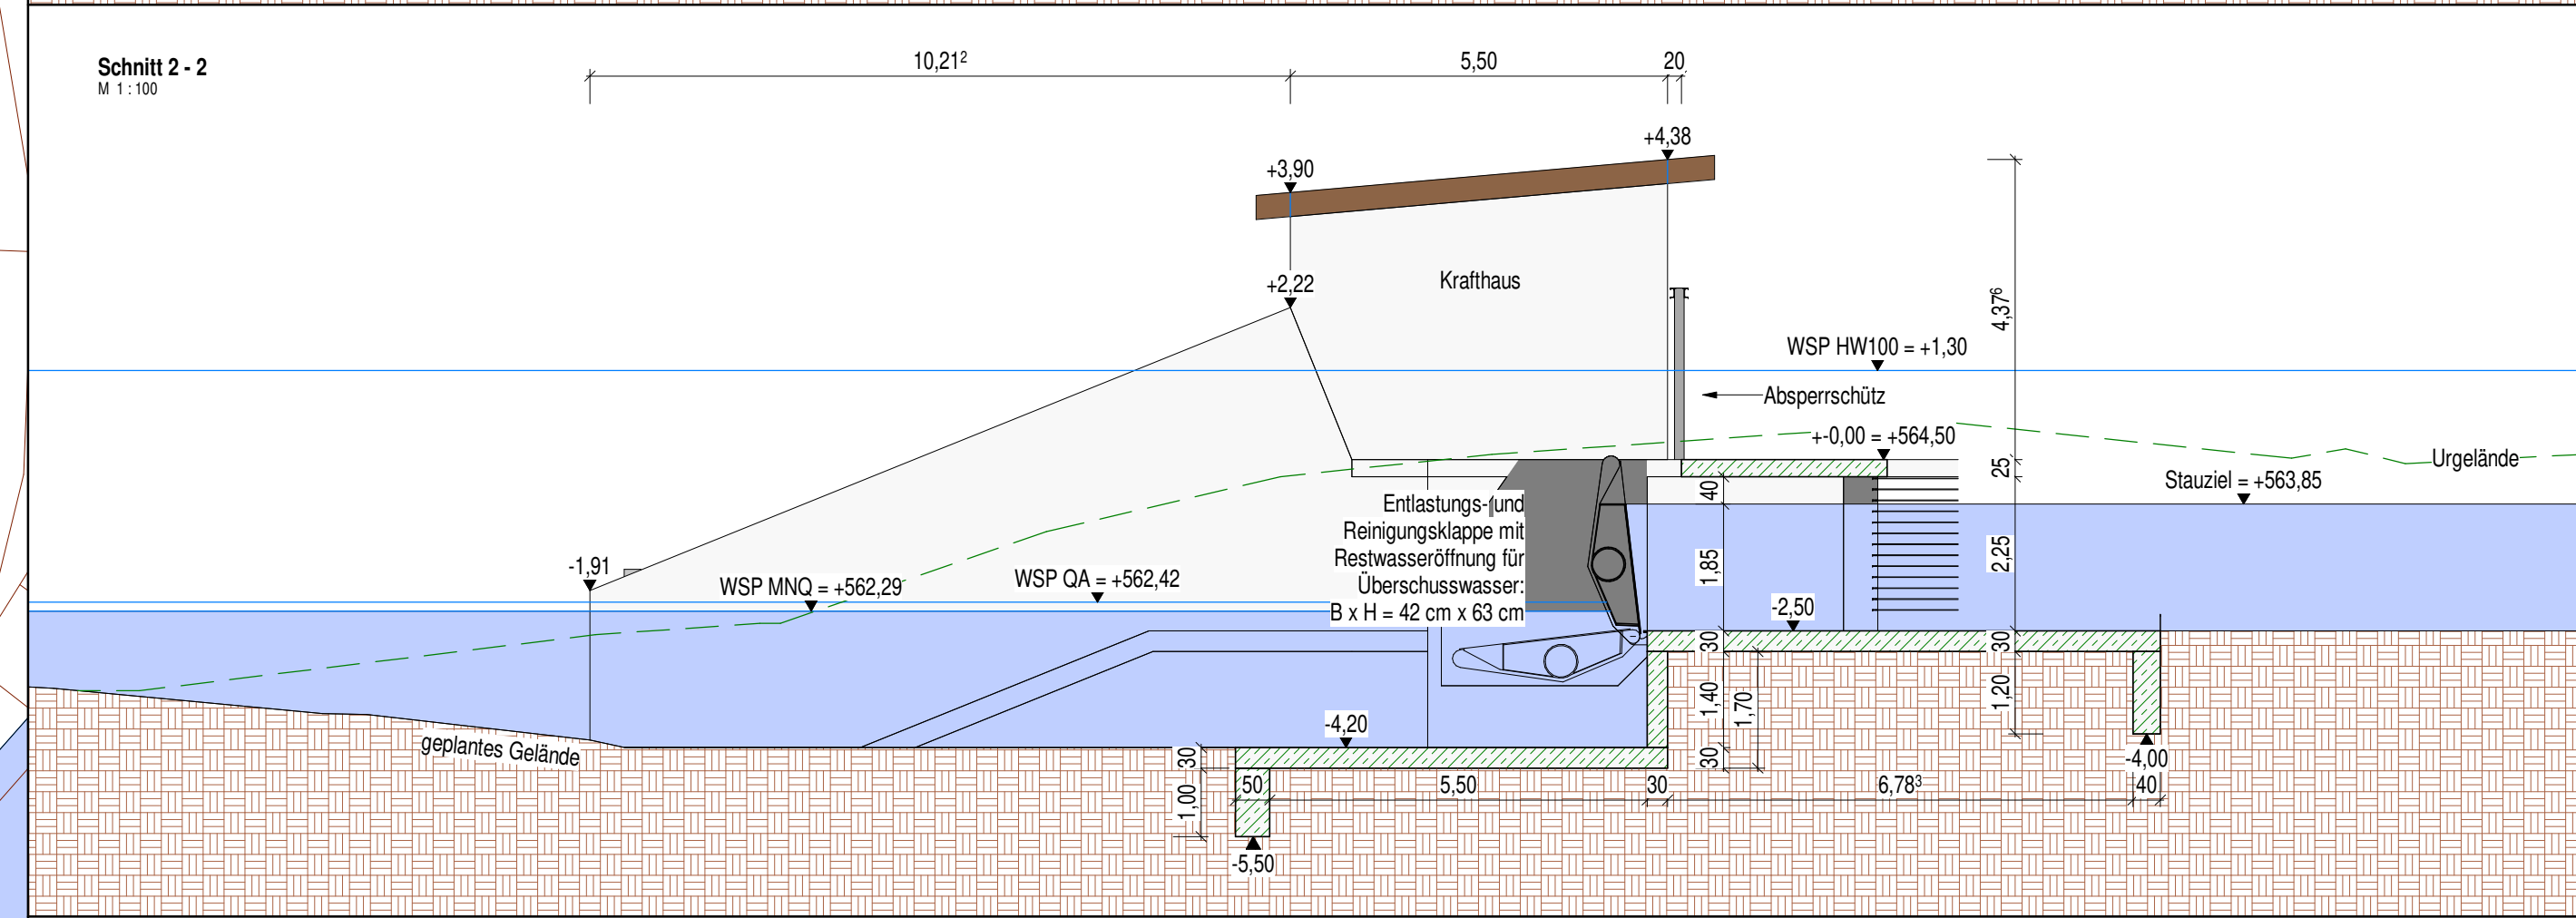 Schnitt 2 - 2
M 1 : 100
10,21²
5,50
20
+4,38
+3,90
+2,22
Krafthaus
4,37⁶
WSP HW100 = +1,30
Absperrschütz
+-0,00 = +564,50
25
Urgelände
Stauziel = +563,85
40
Entlastungs- und
Reinigungsklappe mit
Restwasseröffnung für
Überschusswasser:
B x H = 42 cm x 63 cm
-1,91
WSP MNQ = +562,29
WSP QA = +562,42
1,85
2,25
-2,50
30
30
1,40
1,70
1,20
-4,20
geplantes Gelände
30
30
-4,00
50
5,50
30
6,78³
40
1,00
-5,50